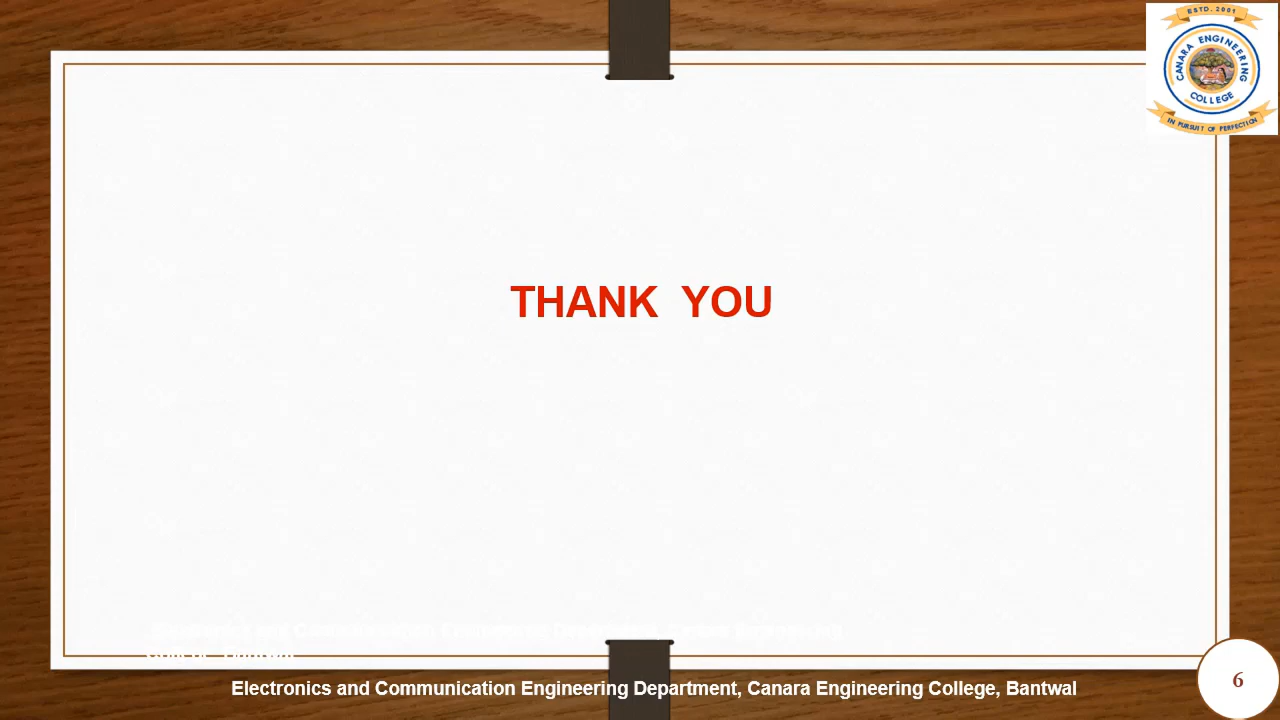 ESTD. 2001
CANARA ENGINEERING
COLLEGE
IN PURSUIT OF PERFECTION
THANK YOU
Electronics and Communication Engineering Department, Canara Engineering College, Bantwal
6